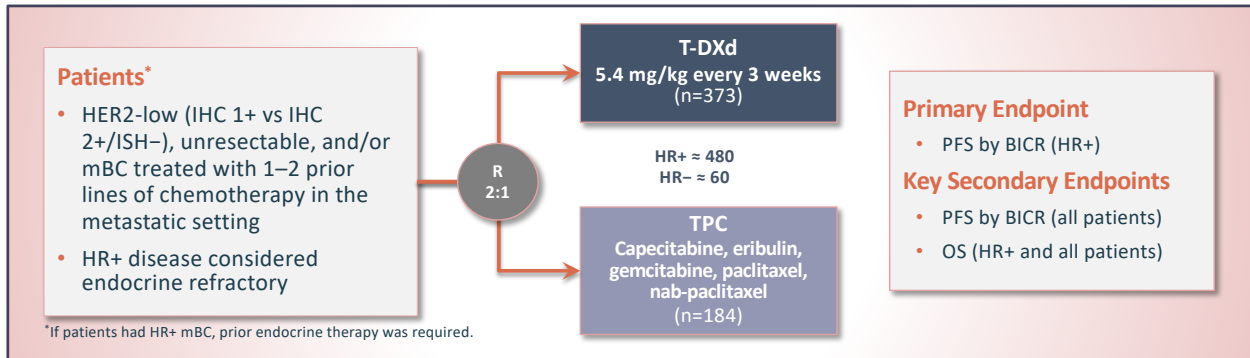 Patients*
• HER2-low (IHC 1+ vs IHC
2+/ISH−), unresectable, and/or
mBC treated with 1–2 prior
lines of chemotherapy in the
metastatic setting
• HR+ disease considered
endocrine refractory
*If patients had HR+ mBC, prior endocrine therapy was required.
R
2:1
T-DXd
5.4 mg/kg every 3 weeks
(n=373)
HR+ ≈ 480
HR− ≈ 60
TPC
Capecitabine, eribulin,
gemcitabine, paclitaxel,
nab-paclitaxel
(n=184)
Primary Endpoint
• PFS by BICR (HR+)
Key Secondary Endpoints
• PFS by BICR (all patients)
• OS (HR+ and all patients)